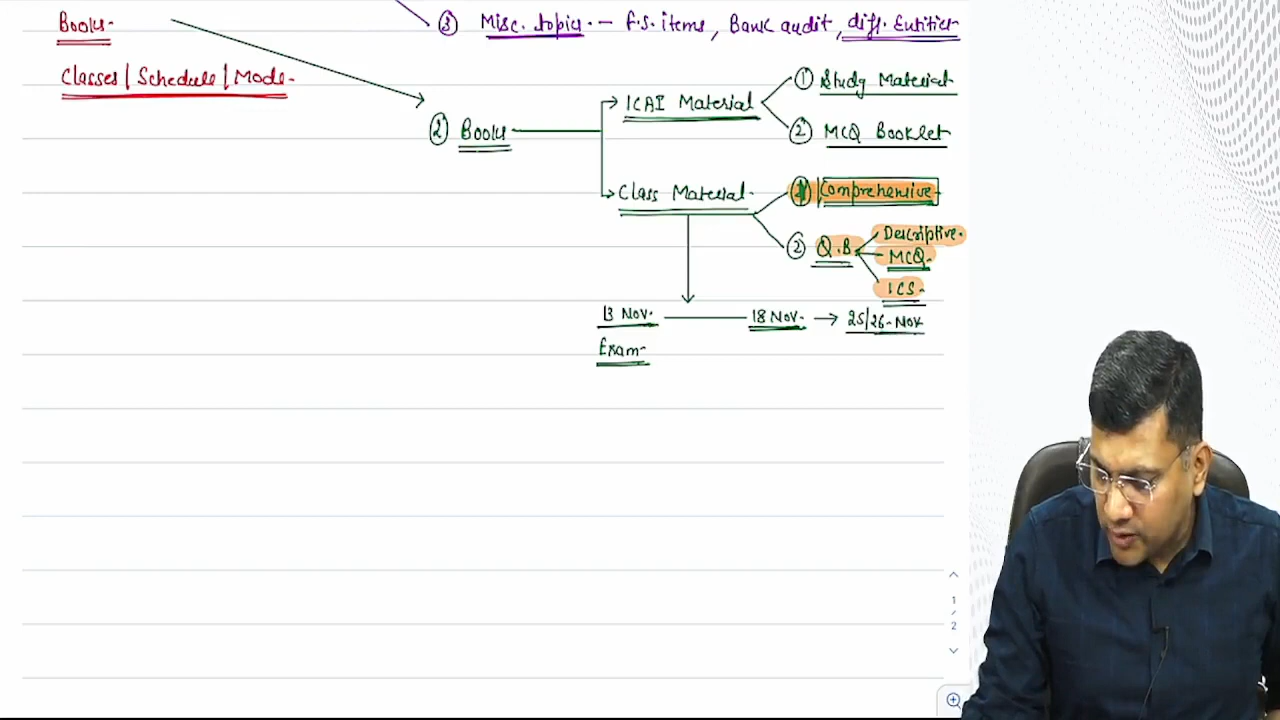 Books.
③ Misc. topics. - F.S. items, Bank audit, diff. Entities
Classes | Schedule | Mode.
② Books
ICAI Material
① Study Material
② MCQ Booklet
Class Material.
① Comprehensive.
② Q.B
Descriptive.
MCQ.
ICS.
13 Nov. 18 Nov. → 25/26-Nov
Exam
1
/
2